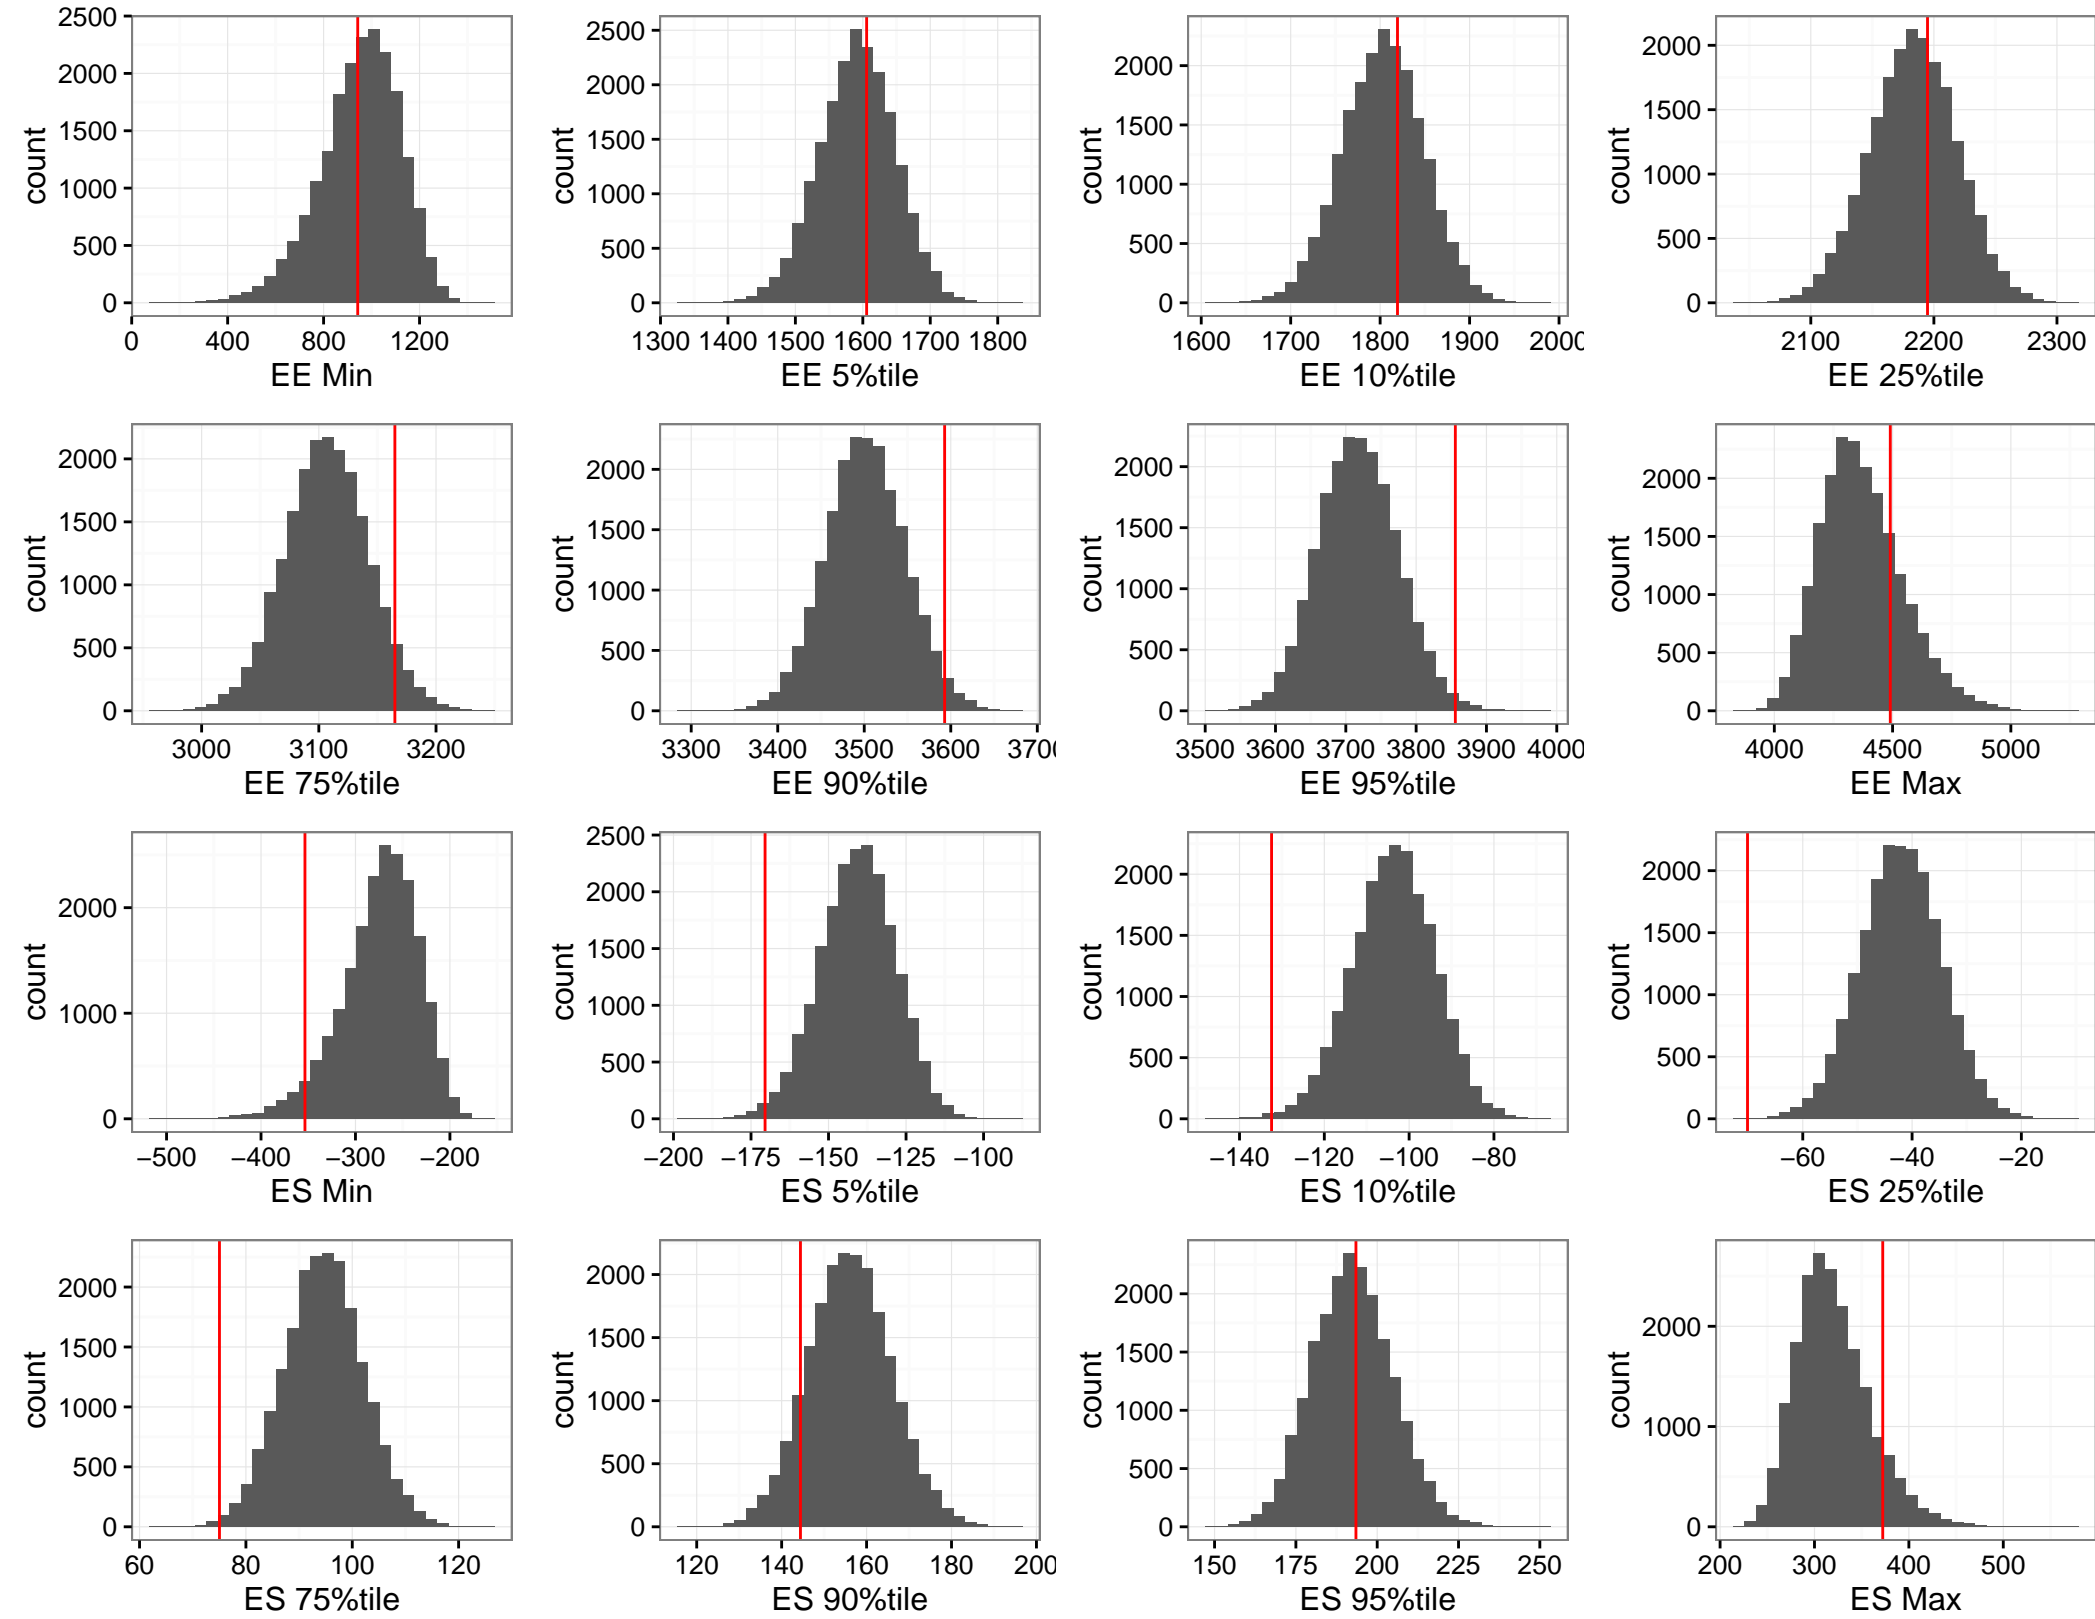 2500
2000
1500
1000
500
0
count
0 400 800 1200
EE Min
2500
2000
1500
1000
500
0
count
1300 1400 1500 1600 1700 1800
EE 5%tile
2000
1500
1000
500
0
count
1600 1700 1800 1900 2000
EE 10%tile
2000
1500
1000
500
0
count
2100 2200 2300
EE 25%tile
2000
1500
1000
500
0
count
3000 3100 3200
EE 75%tile
2000
1500
1000
500
0
count
3300 3400 3500 3600 3700
EE 90%tile
2000
1500
1000
500
0
count
3500 3600 3700 3800 3900 4000
EE 95%tile
2000
1500
1000
500
0
count
4000 4500 5000
EE Max
2000
1000
0
count
−500 −400 −300 −200
ES Min
2500
2000
1500
1000
500
0
count
−200 −175 −150 −125 −100
ES 5%tile
2000
1500
1000
500
0
count
−140 −120 −100 −80
ES 10%tile
2000
1500
1000
500
0
count
−60 −40 −20
ES 25%tile
2000
1500
1000
500
0
count
60 80 100 120
ES 75%tile
2000
1500
1000
500
0
count
120 140 160 180 200
ES 90%tile
2000
1500
1000
500
0
count
150 175 200 225 250
ES 95%tile
2000
1000
0
count
200 300 400 500
ES Max